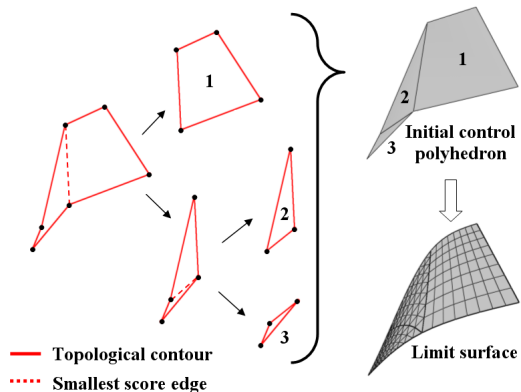 1
1
2
3
Initial control
polyhedron
2
3
Limit surface
Topological contour
Smallest score edge